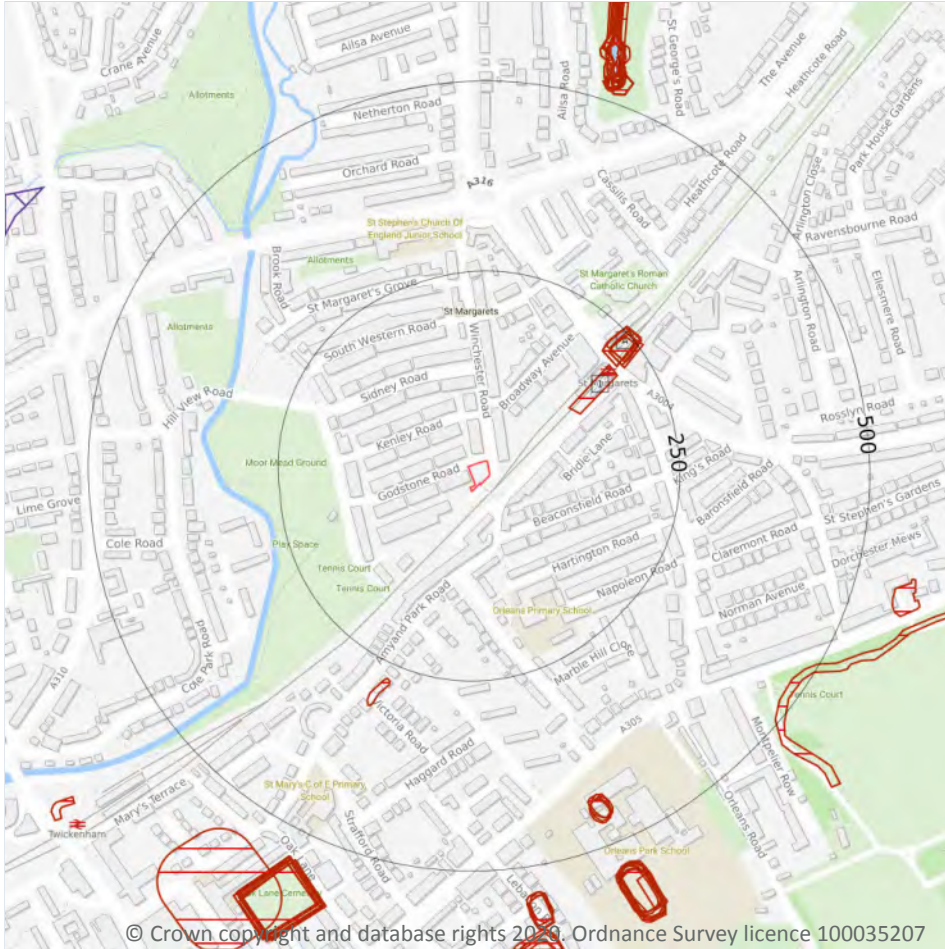 Ailsa Avenue
Crane Avenue
St George's Road
The Avenue
Heathcote Road
Ailsa Road
Allotments
Netherton Road
Park House Gardens
Orchard Road
A316
Heathcote Road
Cassilis Road
Arlington Close
St Stephen's Church Of
England Junior School
Ravensbourne Road
Brook Road
Allotments
St Margaret's Roman
Catholic Church
St Margaret's Grove
Arlington Road
Ellesmere Road
St Margarets
Allotments
South Western Road
Winchester Road
Broadway Avenue
St Margarets
Sidney Road
A3004
Hill View Road
Rosslyn Road
Kenley Road
250
500
Bridie Lane
King's Road
Moor Mead Ground
Godstone Road
Baronsfield Road
Lime Grove
Beaconsfield Road
St Stephen's Gardens
Cole Road
Play Space
Hartington Road
Claremont Road
Dorchester Mews
Tennis Court
Tennis Court
Napoleon Road
Amyand Park Road
Orleans Primary School
Norman Avenue
Cole Park Road
Marble Hill Close
A310
Tennis Court
Victoria Road
A305
Montpelier Row
Haggard Road
St Mary's C of E Primary
School
Mary's Terrace
Orleans Road
Twickenham
Strafford Road
Oak Lane
Orleans Park School
Lane Cemetery
© Crown copyright and database rights 2020. Ordnance Survey licence 100035207